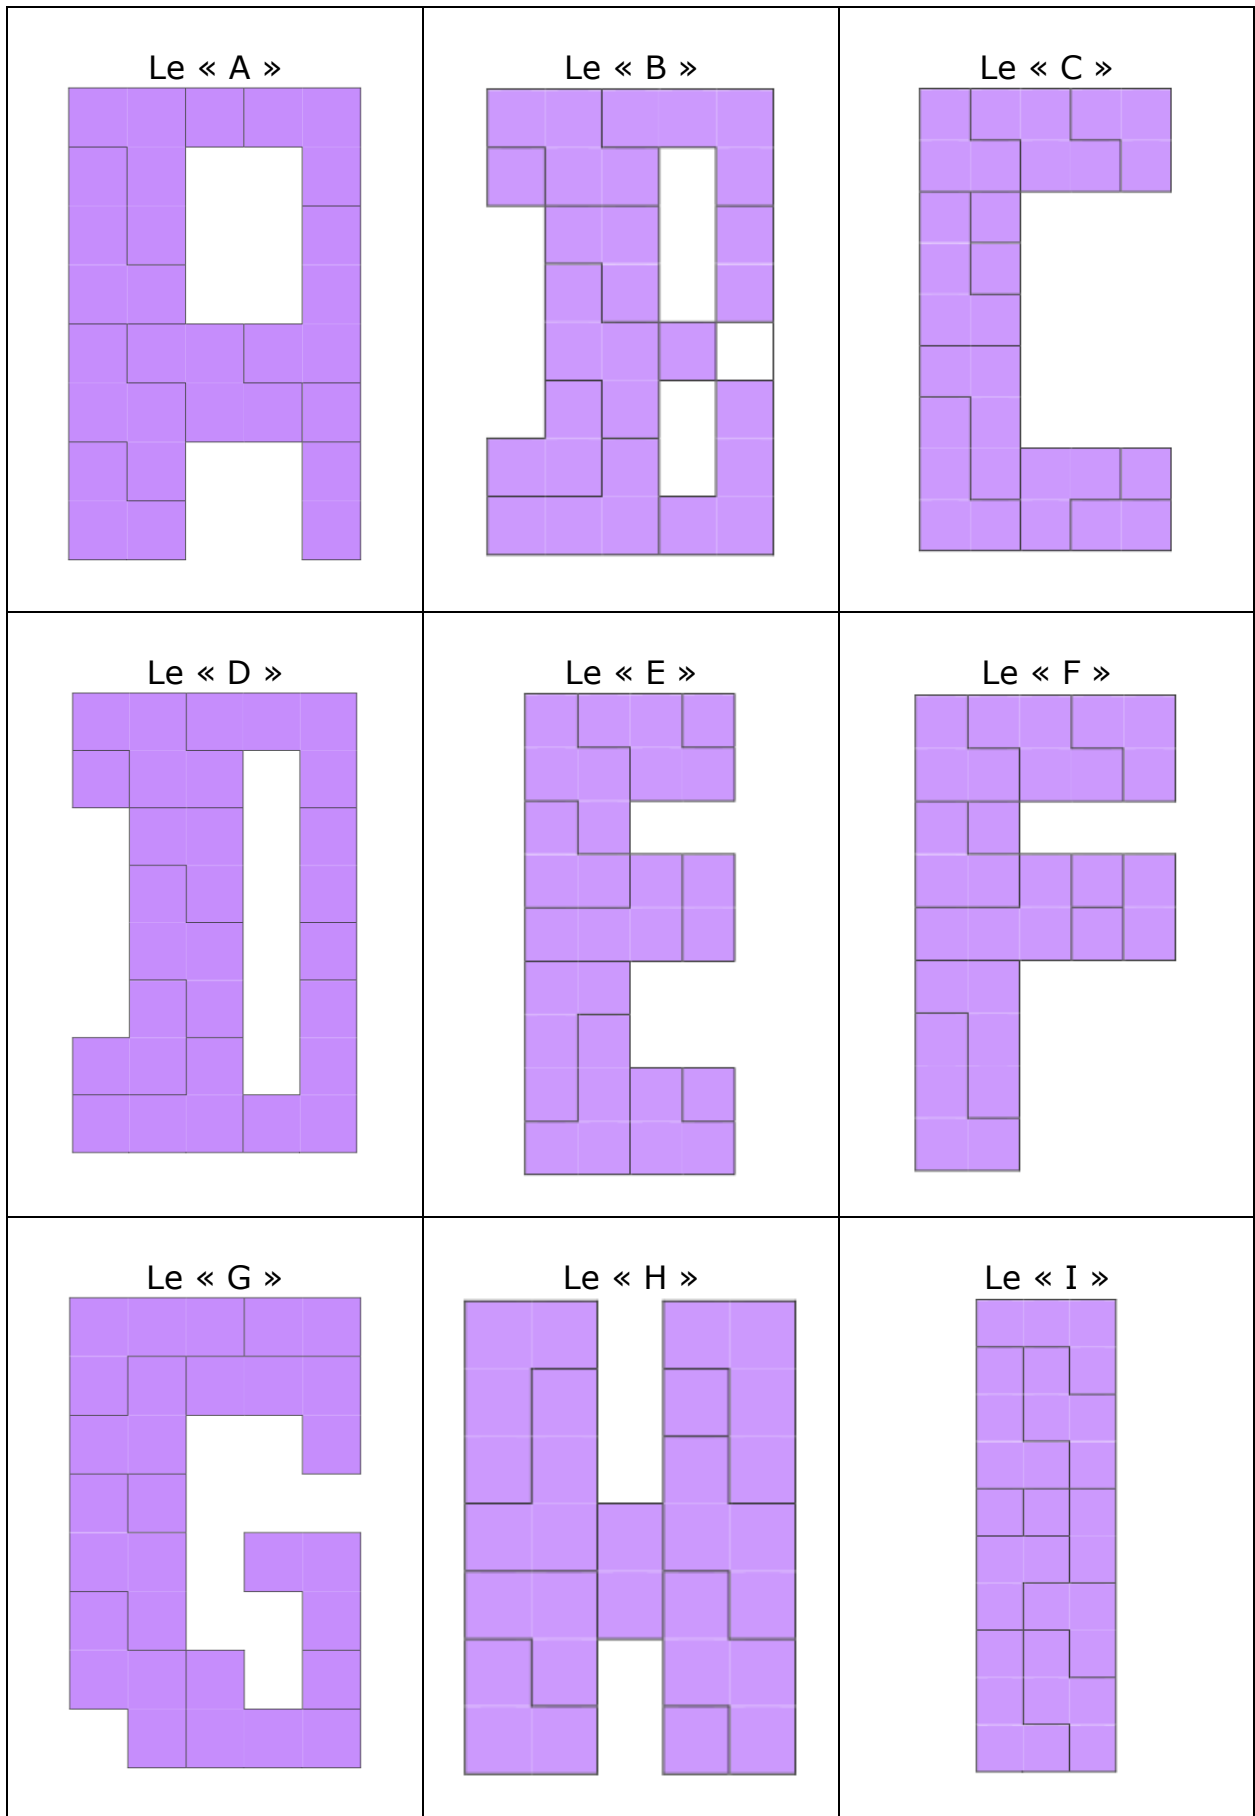 Le « A »
Le « B »
Le « C »
Le « D »
Le « E »
Le « F »
Le « G »
Le « H »
Le « I »